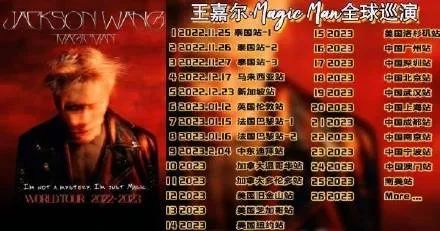 JACKSON WANG
MAGICMAN
I'm not a mystery. I'm just Magic
WORLD TOUR 2022-2023
王嘉尔·Magic Man全球巡演
1 2022.11.25 泰国站-1
2 2022.11.26 泰国站-2
3 2022.11.27 泰国站-3
4 2022.12.17 马来西亚站
5 2022.12.23 新加坡站
6 2023.01.12 英国伦敦站
7 2023.01.15 法国巴黎站-1
8 2023.01.16 法国巴黎站-2
9 2023.2.04 中东迪拜站
10 2023 加拿大温哥华站
11 2023 加拿大多伦多站
12 2023 美国旧金山站
13 2023 美国芝加哥站
14 2023 美国纽约站
15 2023 美国洛杉矶站
16 2023 中国广州站
17 2023 中国深圳站
18 2023 中国北京站
19 2023 中国武汉站
20 2023 中国上海站
21 2023 中国成都站
22 2023 中国南京站
23 2023 中国宁波站
24 2023 中国澳门站
25 2023 南美站
26 2023 More ...